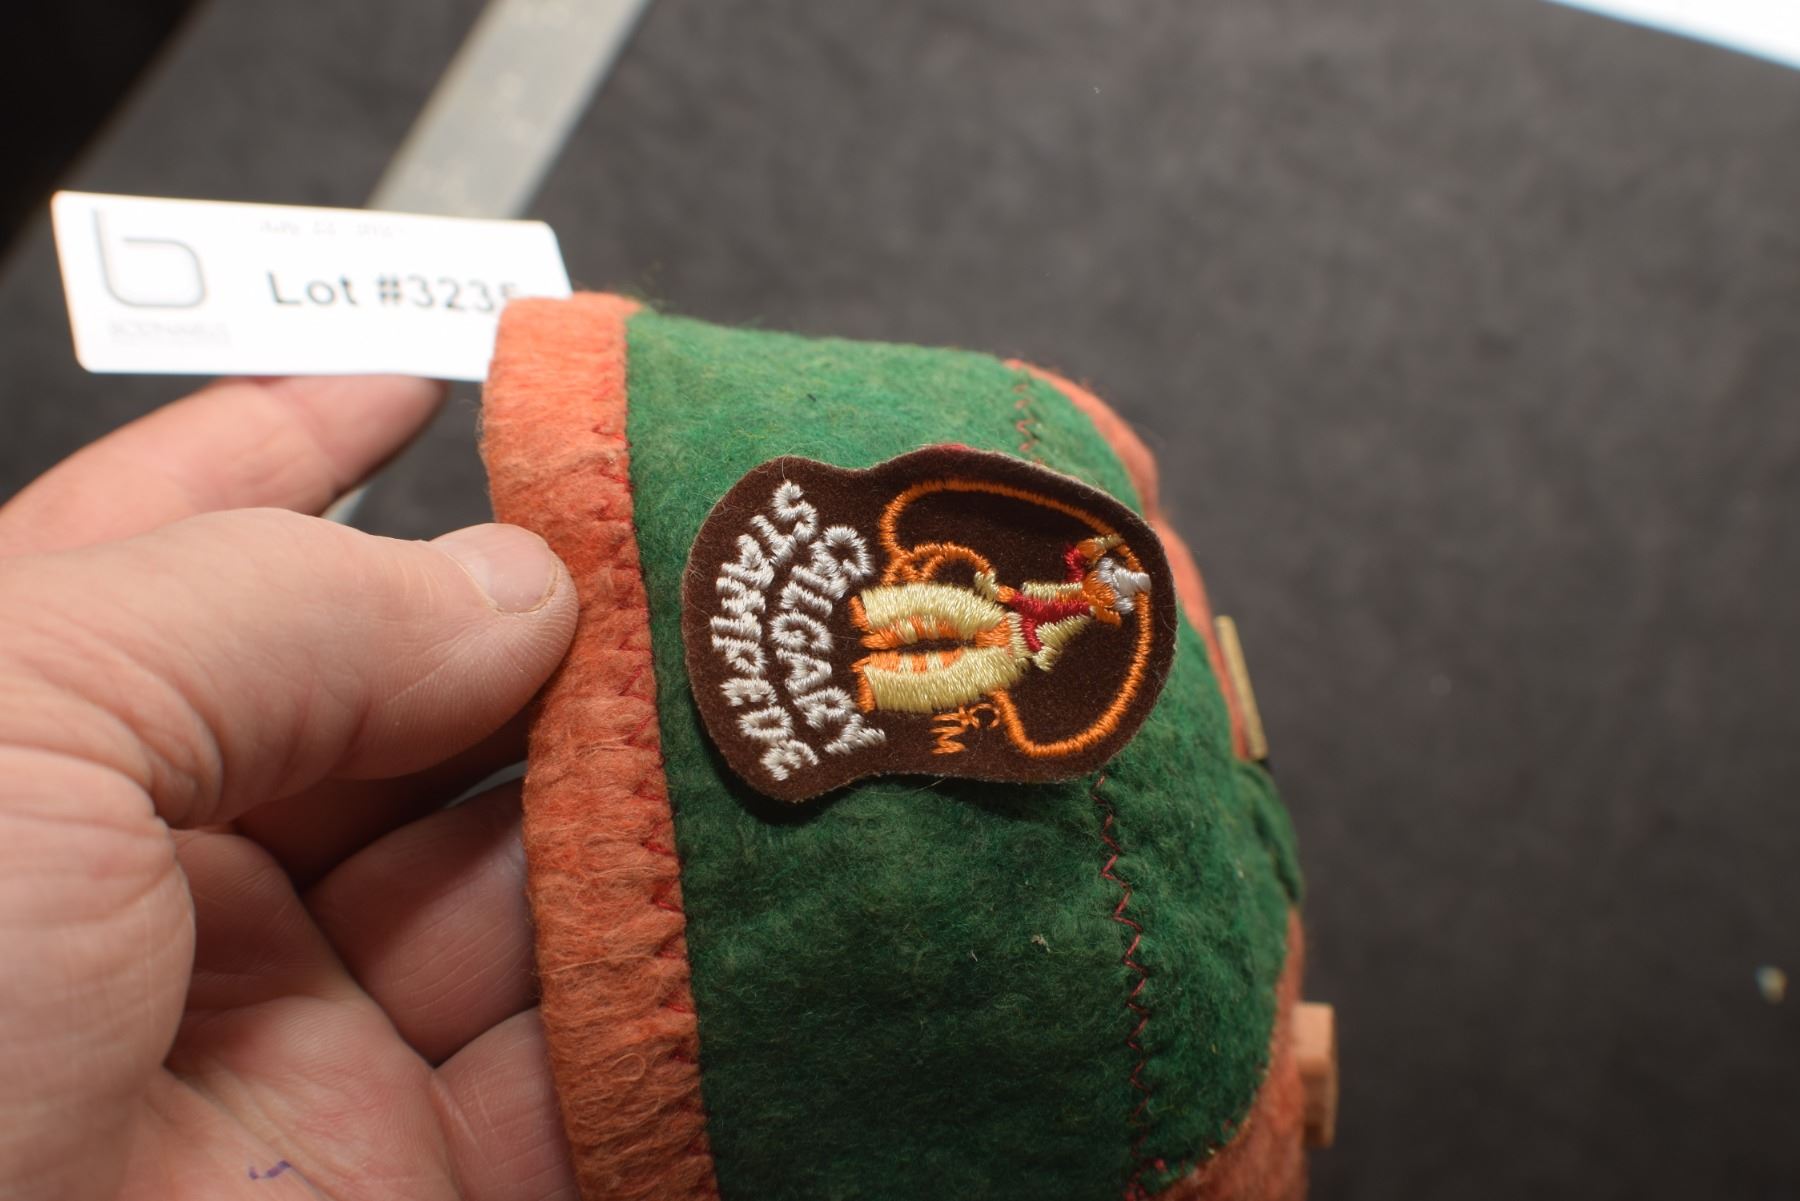 Lot #3235
CALGARY
STAMPEDE
C
TM